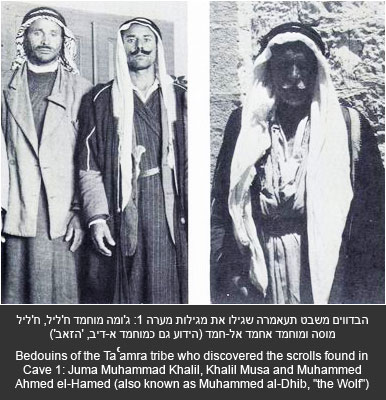 הבדווים משבט תעאמרה שגילו את מגילות מערה 1: ג'ומה מוחמד ח'ליל, ח'ליל
מוסה ומוחמד אחמד אל-חמד (הידוע גם כמוחמד א-דיב, 'הזאב')
Bedouins of the Taʿamra tribe who discovered the scrolls found in
Cave 1: Juma Muhammad Khalil, Khalil Musa and Muhammed
Ahmed el-Hamed (also known as Muhammed al-Dhib, "the Wolf")